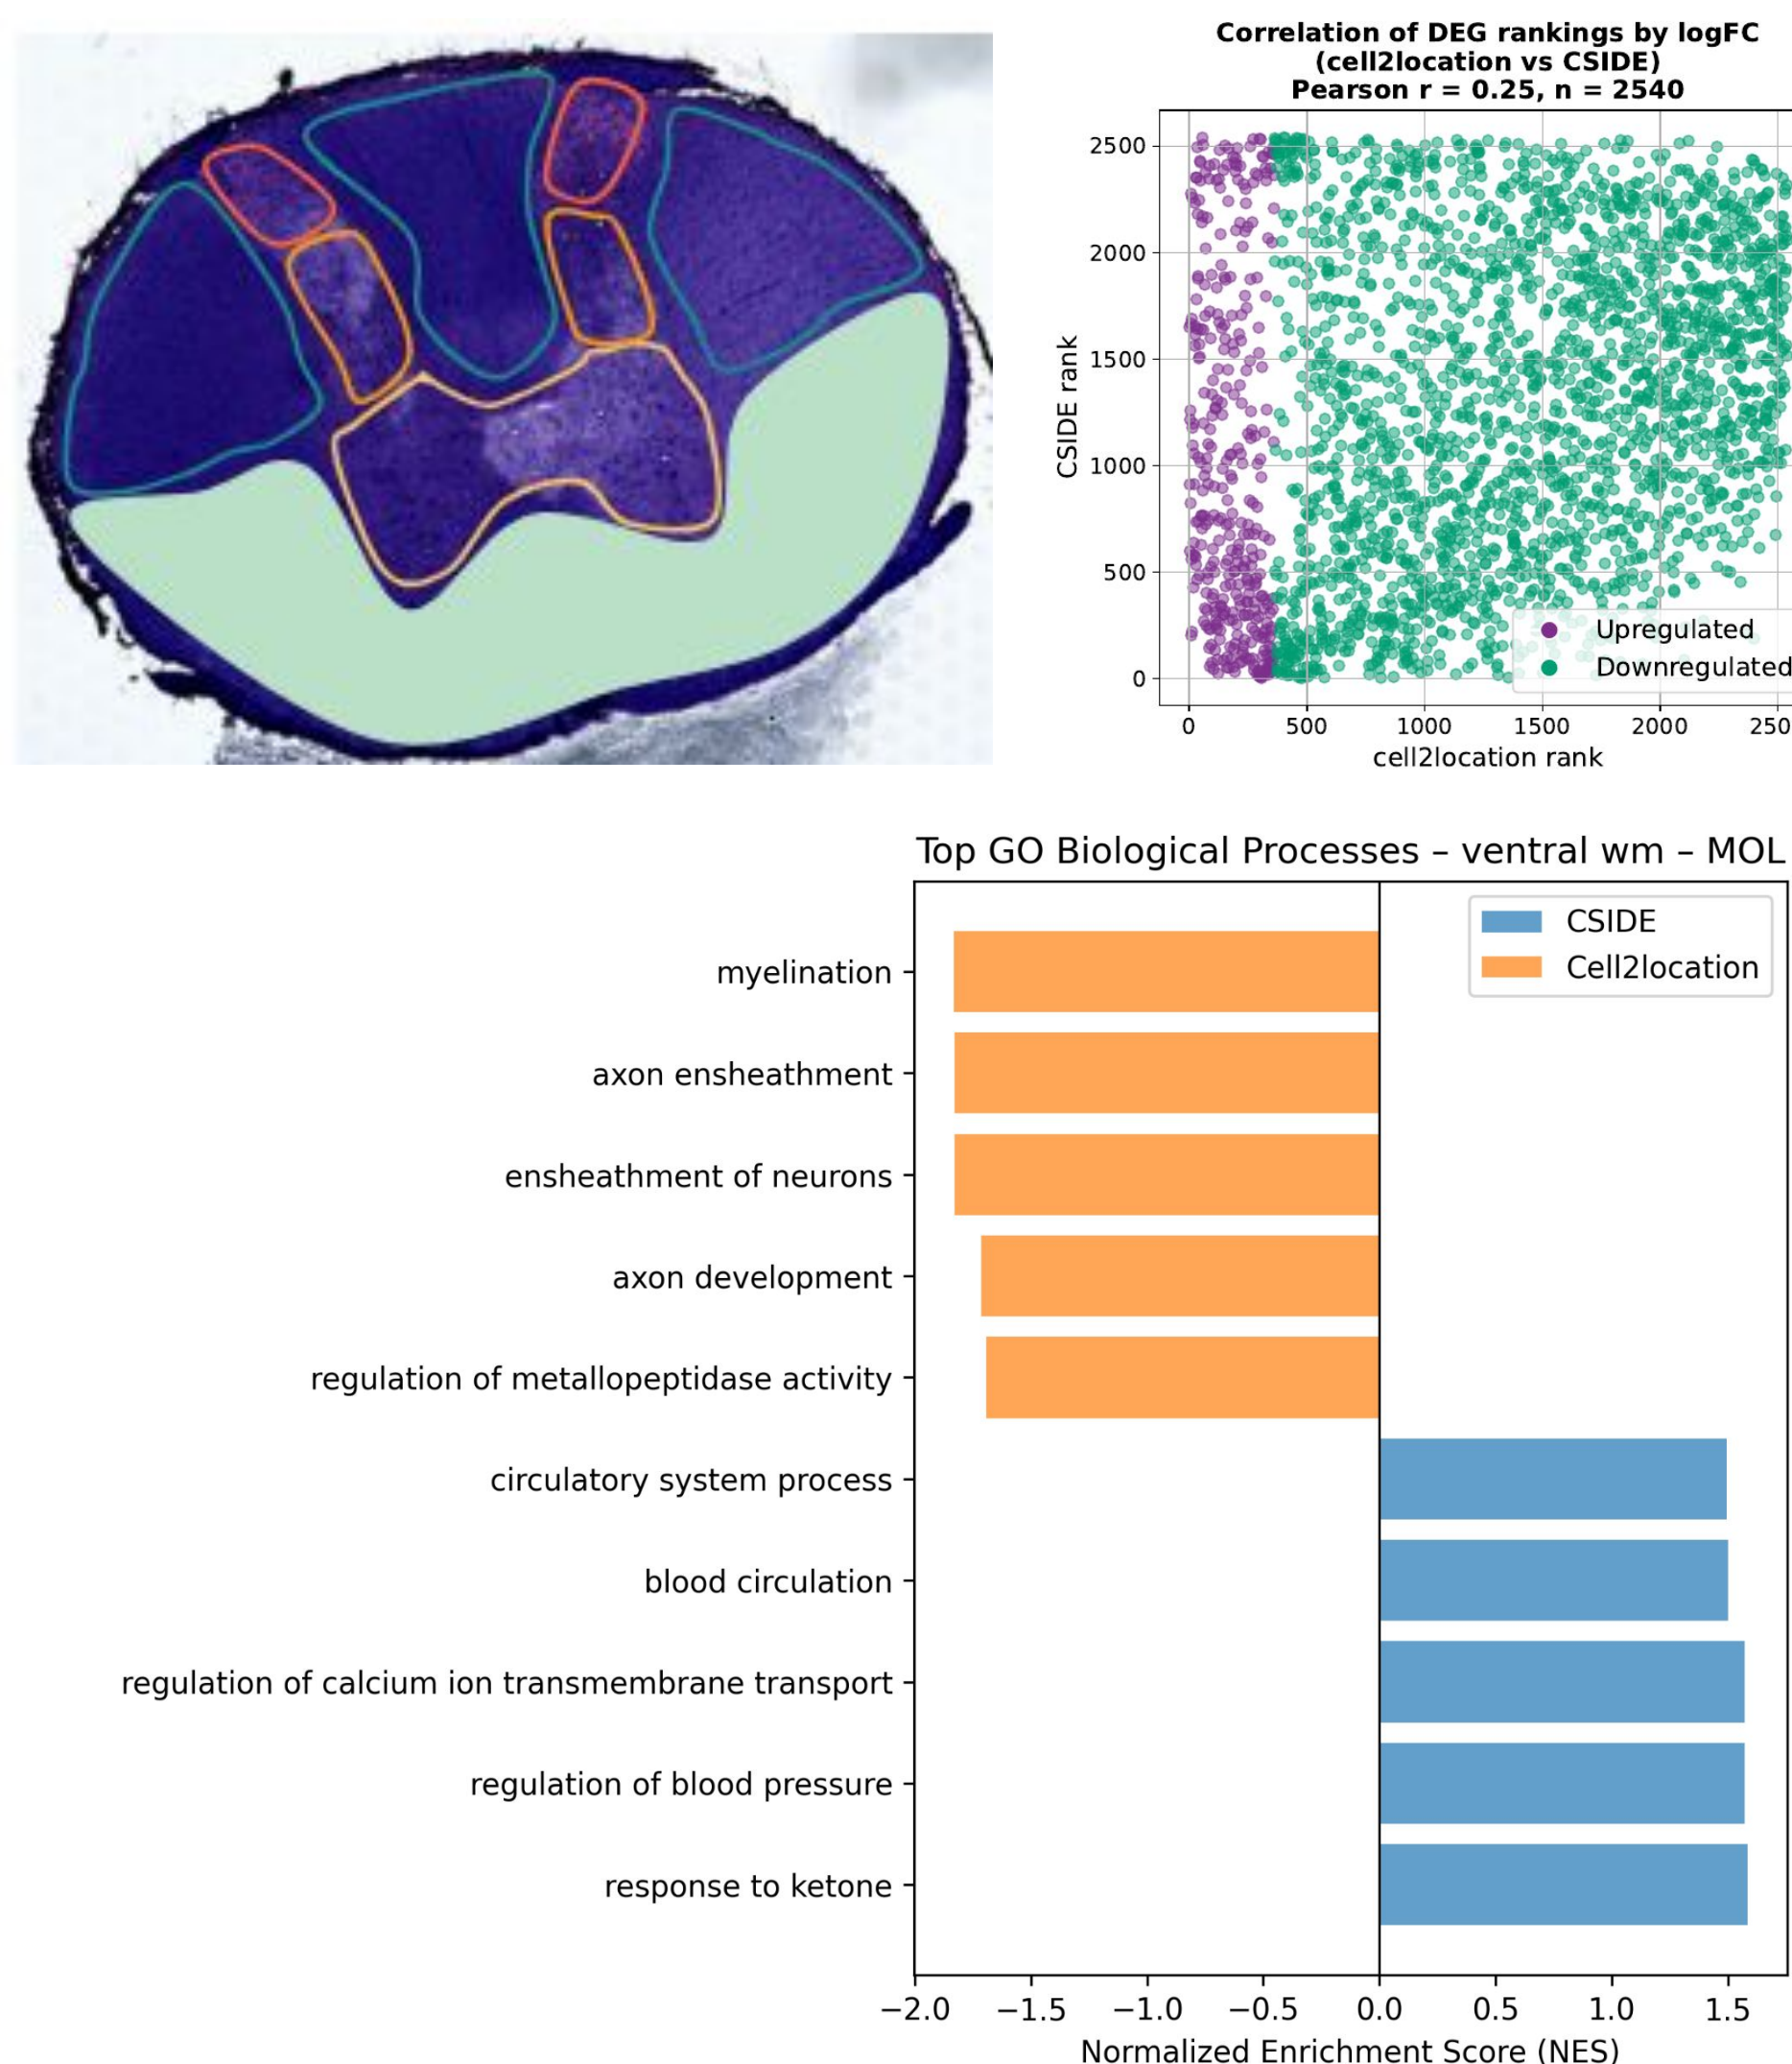 Correlation of DEG rankings by logFC
(cell2location vs CSIDE)
Pearson r = 0.25, n = 2540
2500
2000
1500
1000
500
0
CSIDE rank
Upregulated
Downregulated
0 500 1000 1500 2000 250
cell2location rank
Top GO Biological Processes – ventral wm – MOL
CSIDE
Cell2location
myelination
axon ensheathment
ensheathment of neurons
axon development
regulation of metallopeptidase activity
circulatory system process
blood circulation
regulation of calcium ion transmembrane transport
regulation of blood pressure
response to ketone
−2.0 −1.5 −1.0 −0.5 0.0 0.5 1.0 1.5
Normalized Enrichment Score (NES)